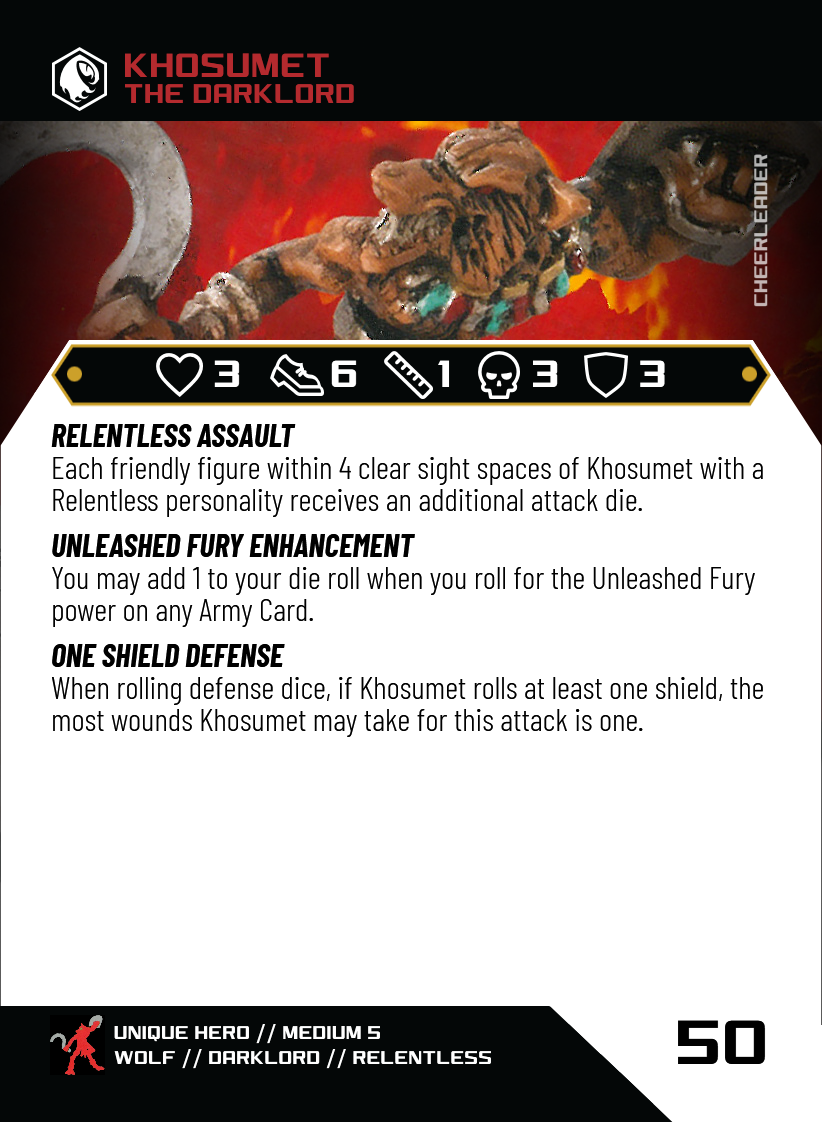 KHOSUMET
THE DARKLORD
CHEERLEADER
3 6 1 3 3
RELENTLESS ASSAULT
Each friendly figure within 4 clear sight spaces of Khosumet with a
Relentless personality receives an additional attack die.
UNLEASHED FURY ENHANCEMENT
You may add 1 to your die roll when you roll for the Unleashed Fury
power on any Army Card.
ONE SHIELD DEFENSE
When rolling defense dice, if Khosumet rolls at least one shield, the
most wounds Khosumet may take for this attack is one.
UNIQUE HERO // MEDIUM 5
WOLF // DARKLORD // RELENTLESS
50